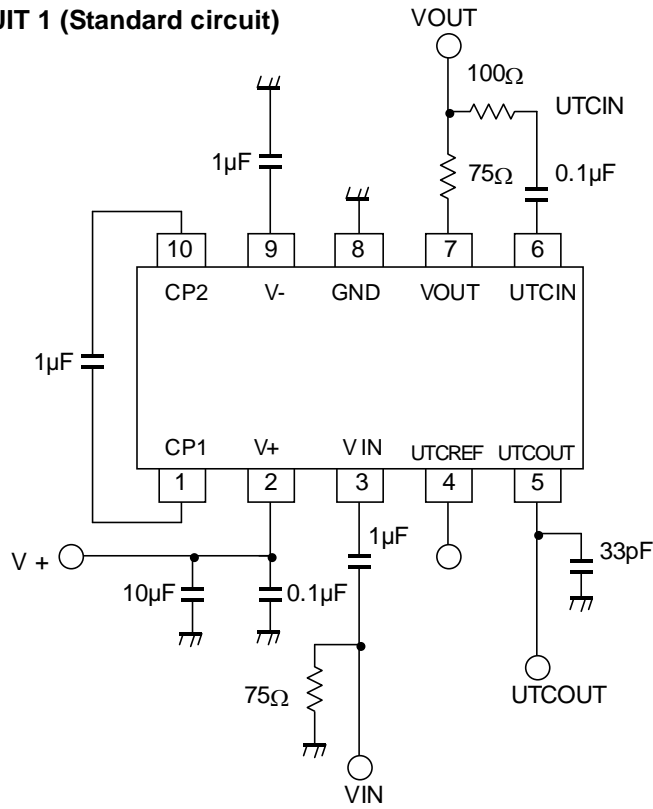 UIT 1 (Standard circuit)
VOUT
100Ω
UTCIN
1µF
75Ω
0.1µF
10
9
8
7
6
CP2
V-
GND
VOUT
UTCIN
1µF
CP1
V+
VIN
UTCREF
UTCOUT
1
2
3
4
5
V +
10µF
0.1µF
1µF
33pF
75Ω
UTCOUT
VIN